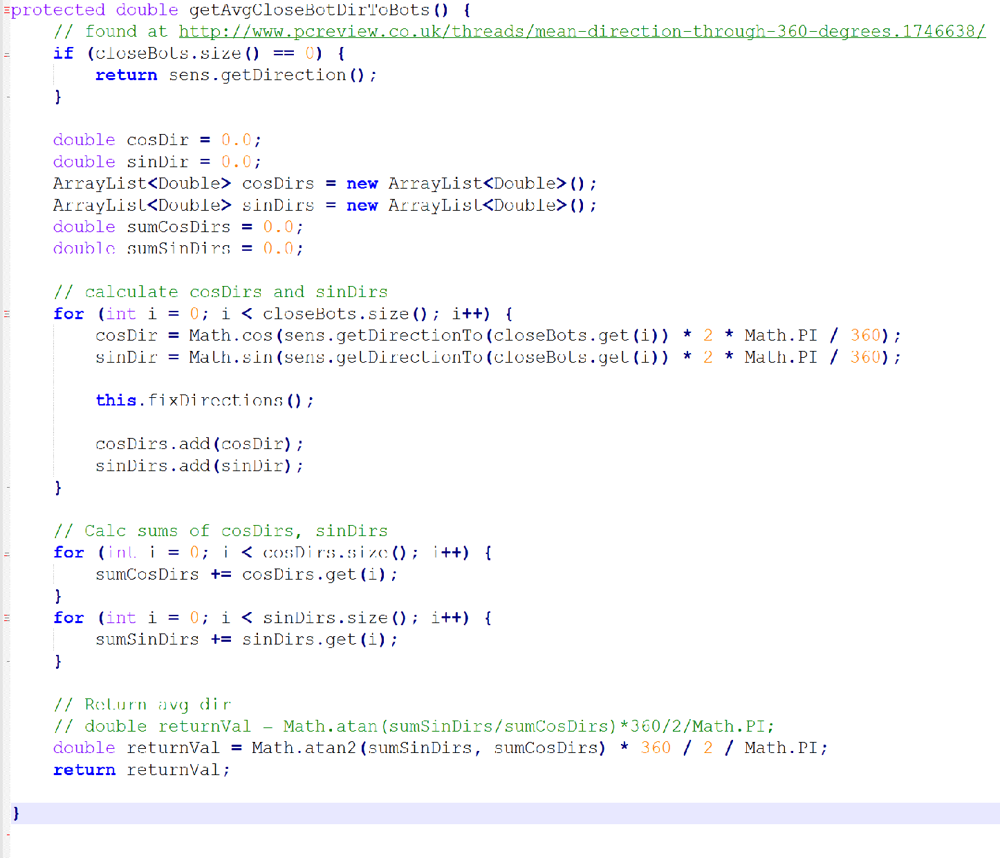 protected double getAvgCloseBotDirToBots() {
    // found at http://www.pcreview.co.uk/threads/mean-direction-through-360-degrees.1746638/
    if (closeBots.size() == 0) {
        return sens.getDirection();
    }

    double cosDir = 0.0;
    double sinDir = 0.0;
    ArrayList<Double> cosDirs = new ArrayList<Double>();
    ArrayList<Double> sinDirs = new ArrayList<Double>();
    double sumCosDirs = 0.0;
    double sumSinDirs = 0.0;

    // calculate cosDirs and sinDirs
    for (int i = 0; i < closeBots.size(); i++) {
        cosDir = Math.cos(sens.getDirectionTo(closeBots.get(i)) * 2 * Math.PI / 360);
        sinDir = Math.sin(sens.getDirectionTo(closeBots.get(i)) * 2 * Math.PI / 360);

        this.fixDirections();

        cosDirs.add(cosDir);
        sinDirs.add(sinDir);
    }

    // Calc sums of cosDirs, sinDirs
    for (int i = 0; i < cosDirs.size(); i++) {
        sumCosDirs += cosDirs.get(i);
    }
    for (int i = 0; i < sinDirs.size(); i++) {
        sumSinDirs += sinDirs.get(i);
    }

    // Return avg dir
    // double returnVal = Math.atan(sumSinDirs/sumCosDirs)*360/2/Math.PI;
    double returnVal = Math.atan2(sumSinDirs, sumCosDirs) * 360 / 2 / Math.PI;
    return returnVal;

}